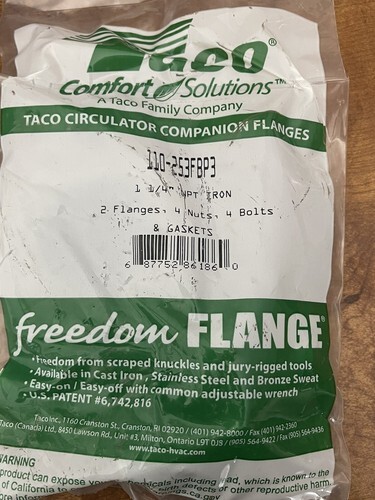 Taco®
Comfort Solutions™
A Taco Family Company
TACO CIRCULATOR COMPANION FLANGES
110-253FBP3
1 1/4" NPT IRON
2 Flanges, 4 Nuts, 4 Bolts
& GASKETS
6 87752 86186 0
freedom FLANGE®
• Freedom from scraped knuckles and jury-rigged tools
• Available in Cast Iron, Stainless Steel and Bronze Sweat
• Easy-on / Easy-off with common adjustable wrench
• U.S. PATENT #6,742,816
Taco Inc., 1160 Cranston St., Cranston, RI 02920 / (401) 942-8000 / Fax (401) 942-2360
Taco (Canada) Ltd., 8450 Lawson Rd., Unit #3, Milton, Ontario L9T 0J8 / (905) 564-9422 / Fax (905) 564-9436
www.taco-hvac.com
WARNING
product can expose you to chemicals including lead, which is known to the
of California to birth defects or other reproductive harm.
more information